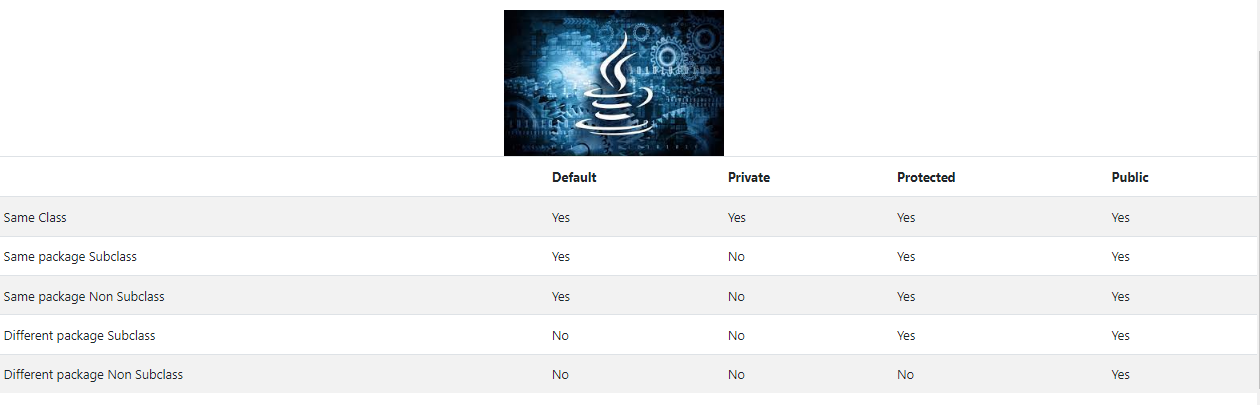 Default Private Protected Public
Same Class Yes Yes Yes Yes
Same package Subclass Yes No Yes Yes
Same package Non Subclass Yes No Yes Yes
Different package Subclass No No Yes Yes
Different package Non Subclass No No No Yes